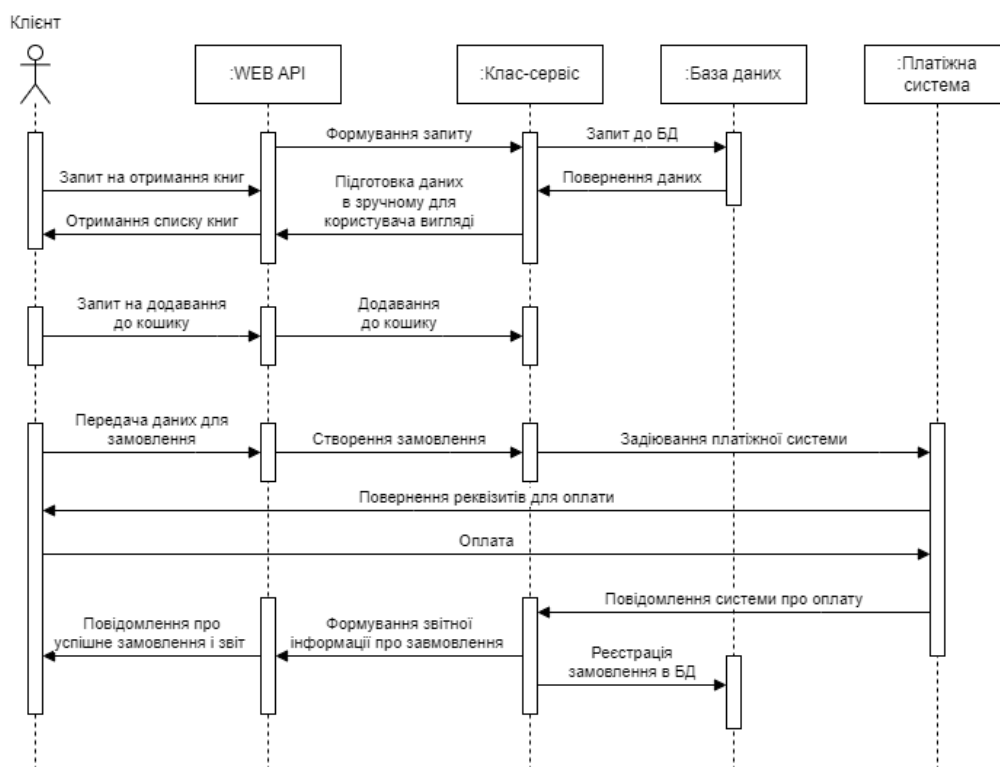 Клієнт
:WEB API
:Клас-сервіс
:База даних
:Платіжна
система
Формування запиту
Запит до БД
Запит на отримання книг
Підготовка даних
в зручному для
користувача вигляді
Повернення даних
Отримання списку книг
Запит на додавання
до кошику
Додавання
до кошику
Передача даних для
замовлення
Створення замовлення
Задіювання платіжної системи
Повернення реквізитів для оплати
Оплата
Повідомлення системи про оплату
Повідомлення про
успішне замовлення і звіт
Формування звітної
інформації про завмовлення
Реєстрація
замовлення в БД